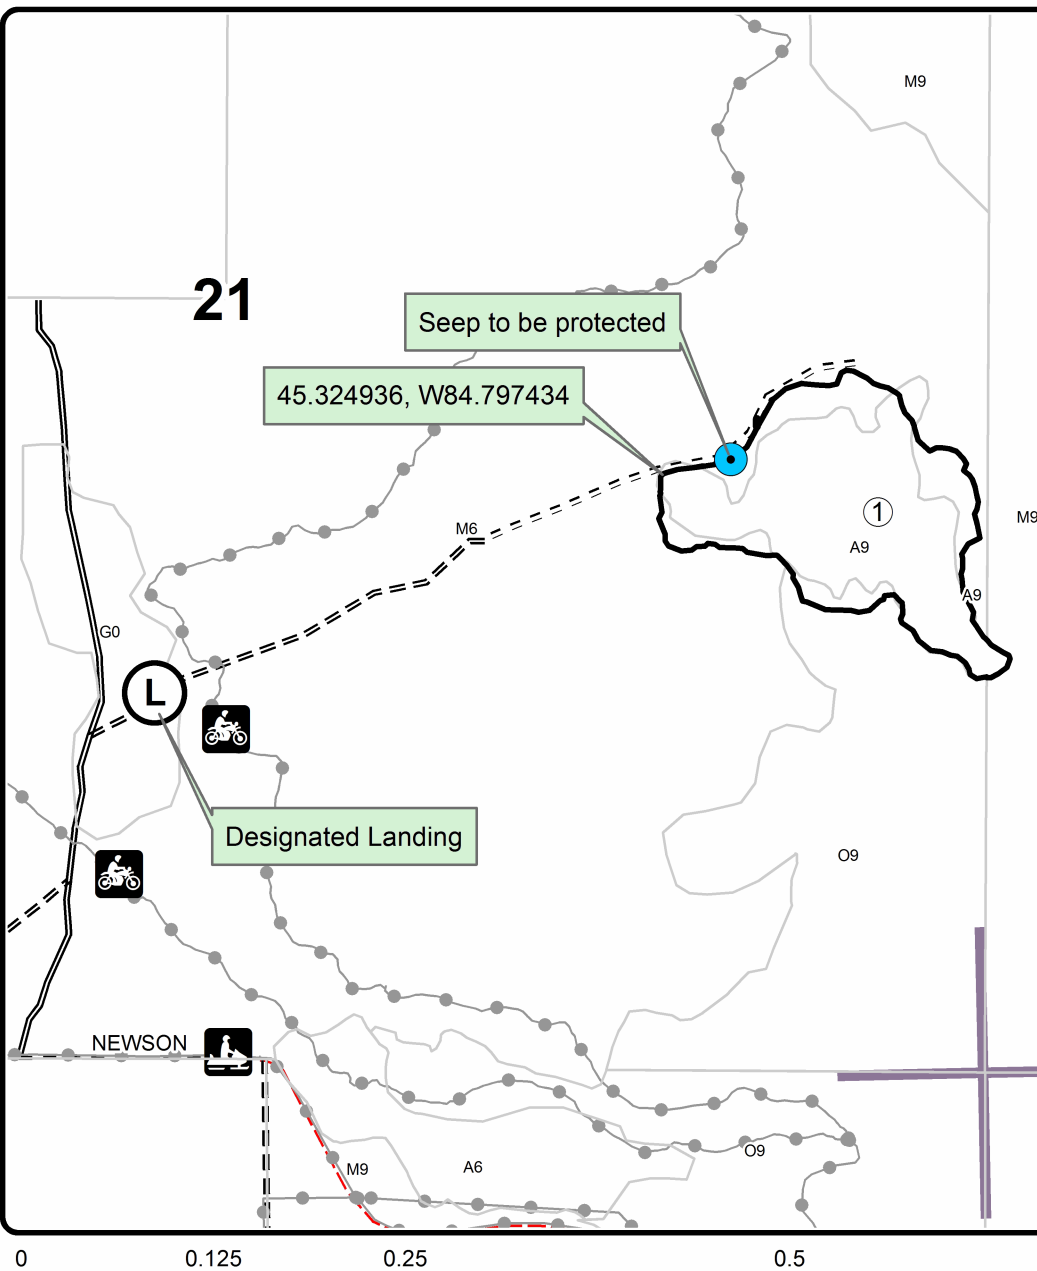 M9
21
Seep to be protected
45.324936, W84.797434
1
M9
M6
A9
A9
G0
L
Designated Landing
O9
NEWSON
O9
M9
A6
0 0.125 0.25 0.5